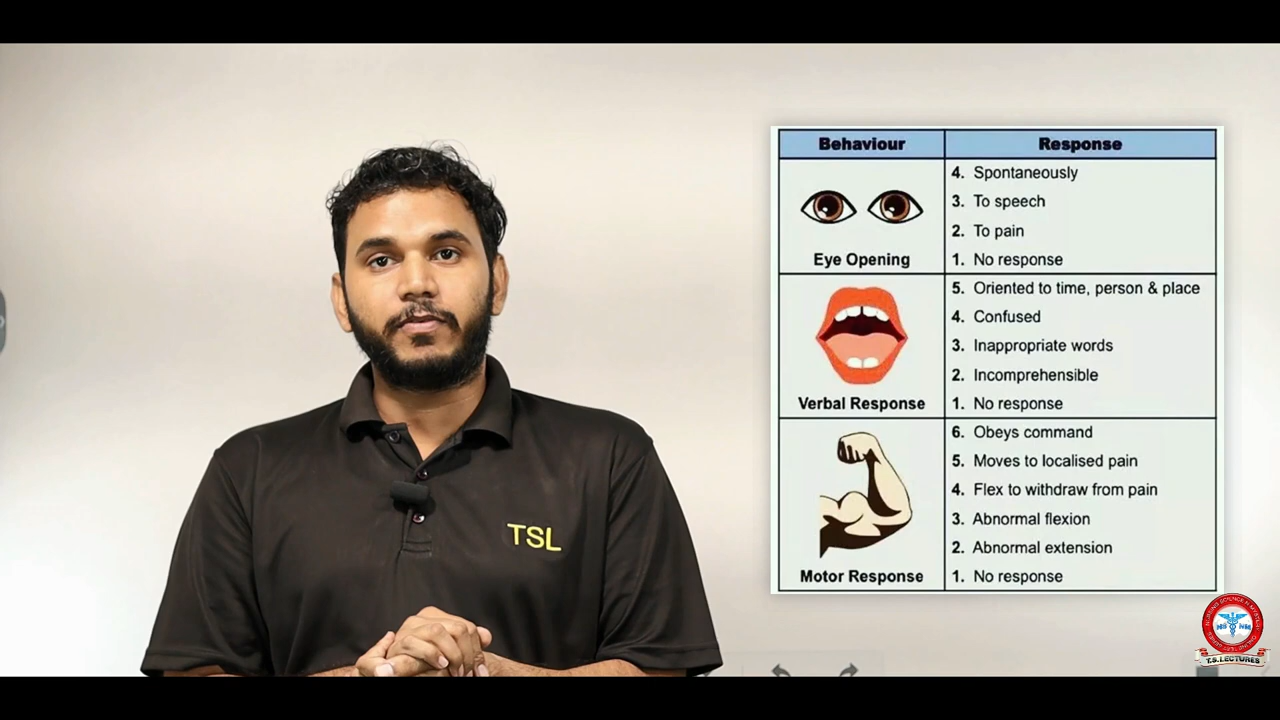 TSL
Behaviour Response
Eye Opening
4. Spontaneously
3. To speech
2. To pain
1. No response
Verbal Response
5. Oriented to time, person & place
4. Confused
3. Inappropriate words
2. Incomprehensible
1. No response
Motor Response
6. Obeys command
5. Moves to localised pain
4. Flex to withdraw from pain
3. Abnormal flexion
2. Abnormal extension
1. No response
T.S.LECTURES